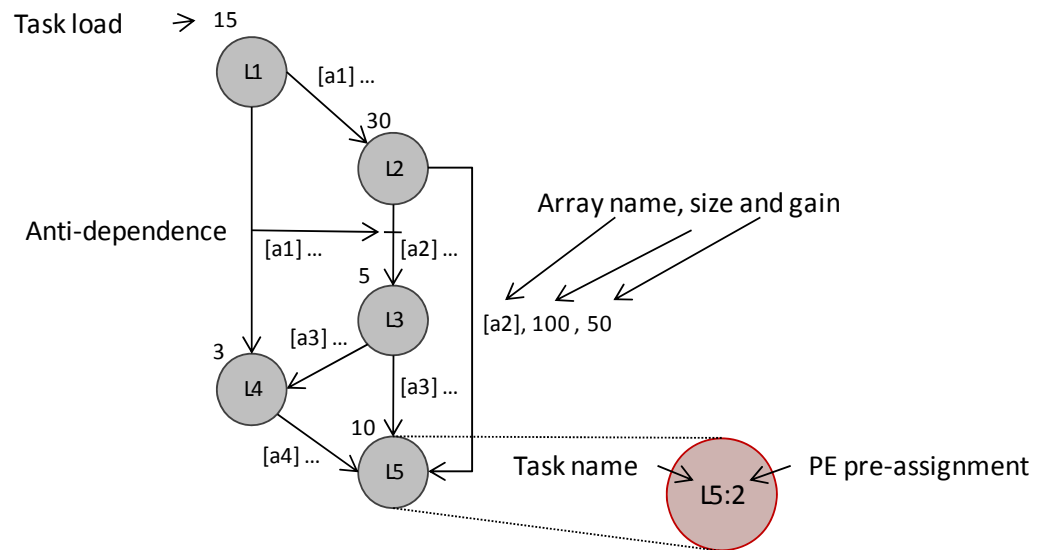 Task load
15
L1
[a1] ...
30
L2
Array name, size and gain
Anti-dependence
[a1] ...
[a2] ...
5
L3
[a2], 100 , 50
[a3] ...
3
L4
[a3] ...
10
[a4] ...
L5
Task name
PE pre-assignment
L5:2